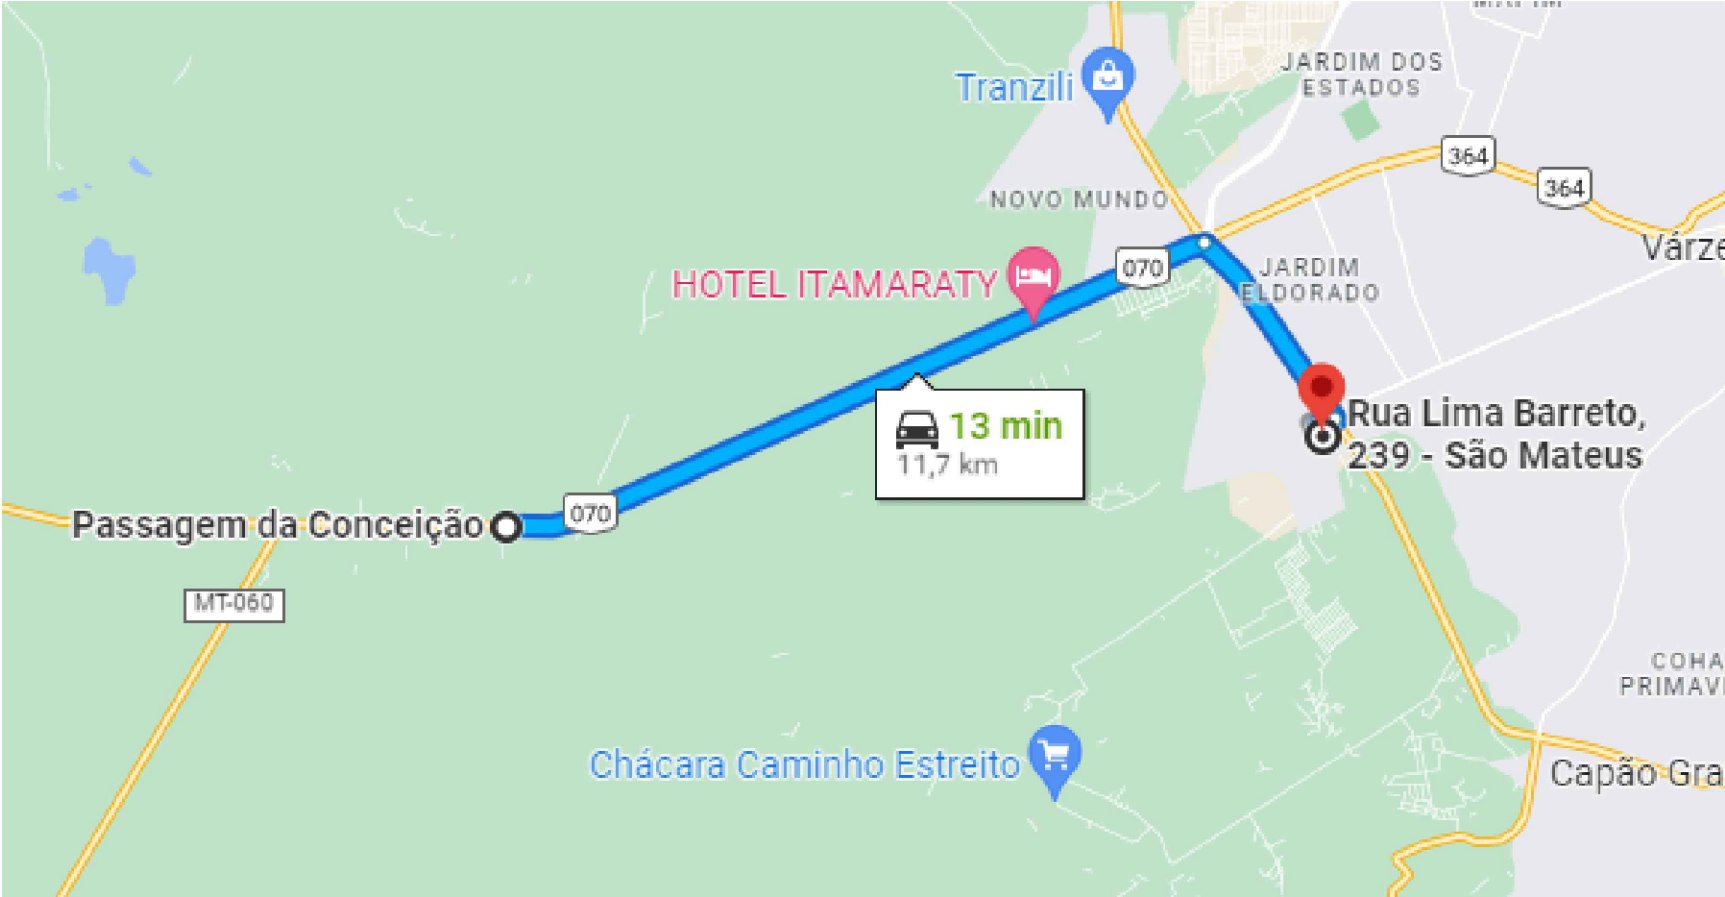 JARDIM DOS
ESTADOS
Tranzili
364
364
NOVO MUNDO
Várze
070
JARDIM
ELDORADO
HOTEL ITAMARATY
13 min
11,7 km
Rua Lima Barreto,
239 - São Mateus
070
Passagem da Conceição
MT-060
COHA
PRIMAVE
Chácara Caminho Estreito
Capão Gra